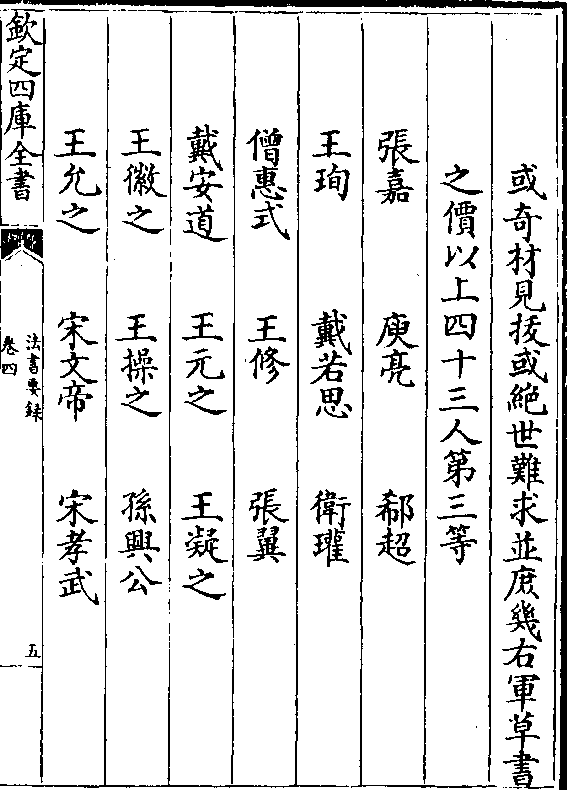 或奇材見拔或絶世難求並庶幾右軍草書
之價以上四十三人第三等
張嘉　庾亮　郗超
王珣　戴若思　衛瓘
僧惠式　王修　張翼
戴安道　王元之　王凝之
王徽之　王操之　孫興公
王允之　宋文帝　宋孝武
欽定四庫全書
法書要録
卷四
五